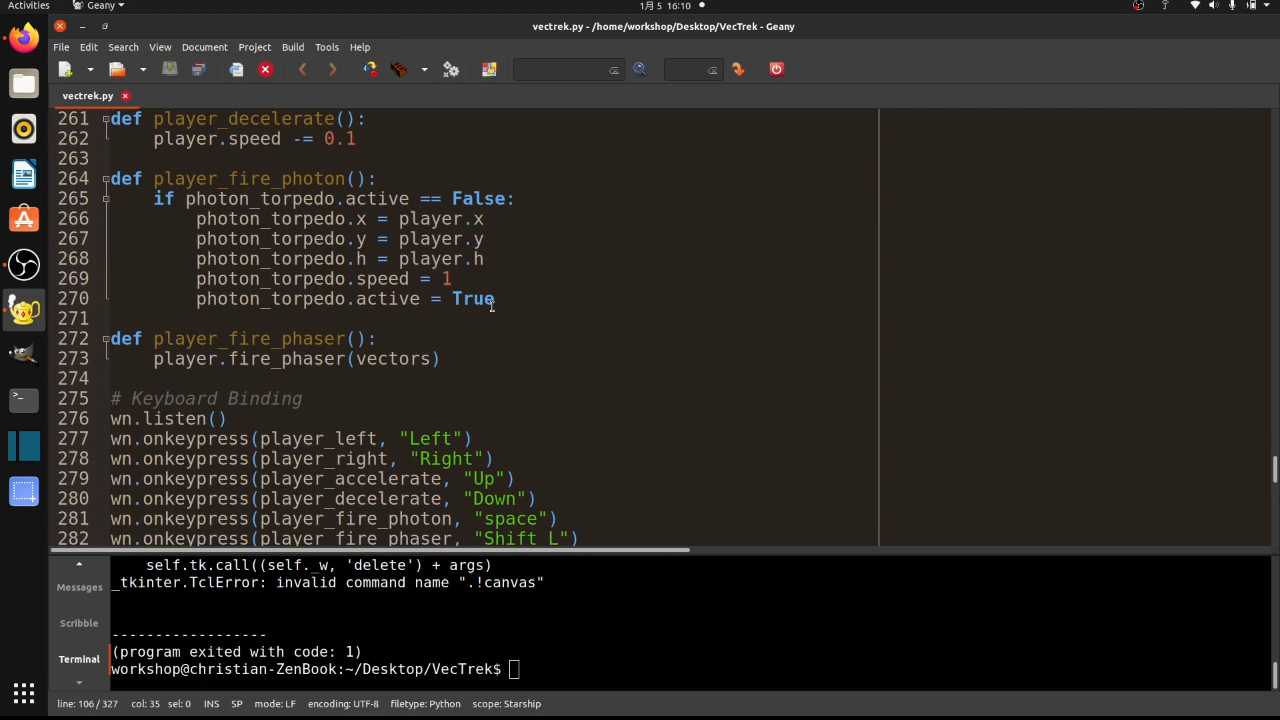 Activities
Geany
1月 5 16:10
vectrek.py - /home/workshop/Desktop/VecTrek - Geany
File Edit Search View Document Project Build Tools Help
vectrek.py
261 def player_decelerate():
262     player.speed -= 0.1
263
264 def player_fire_photon():
265     if photon_torpedo.active == False:
266         photon_torpedo.x = player.x
267         photon_torpedo.y = player.y
268         photon_torpedo.h = player.h
269         photon_torpedo.speed = 1
270         photon_torpedo.active = True
271
272 def player_fire_phaser():
273     player.fire_phaser(vectors)
274
275 # Keyboard Binding
276 wn.listen()
277 wn.onkeypress(player_left, "Left")
278 wn.onkeypress(player_right, "Right")
279 wn.onkeypress(player_accelerate, "Up")
280 wn.onkeypress(player_decelerate, "Down")
281 wn.onkeypress(player_fire_photon, "space")
282 wn.onkeypress(player_fire_phaser, "Shift_L")
Messages
Scribble
Terminal
self.tk.call((self._w, 'delete') + args)
_tkinter.TclError: invalid command name ".!canvas"
------------------
(program exited with code: 1)
workshop@christian-ZenBook:~/Desktop/VecTrek$
line: 106 / 327 col: 35 sel: 0 INS SP mode: LF encoding: UTF-8 filetype: Python scope: Starship